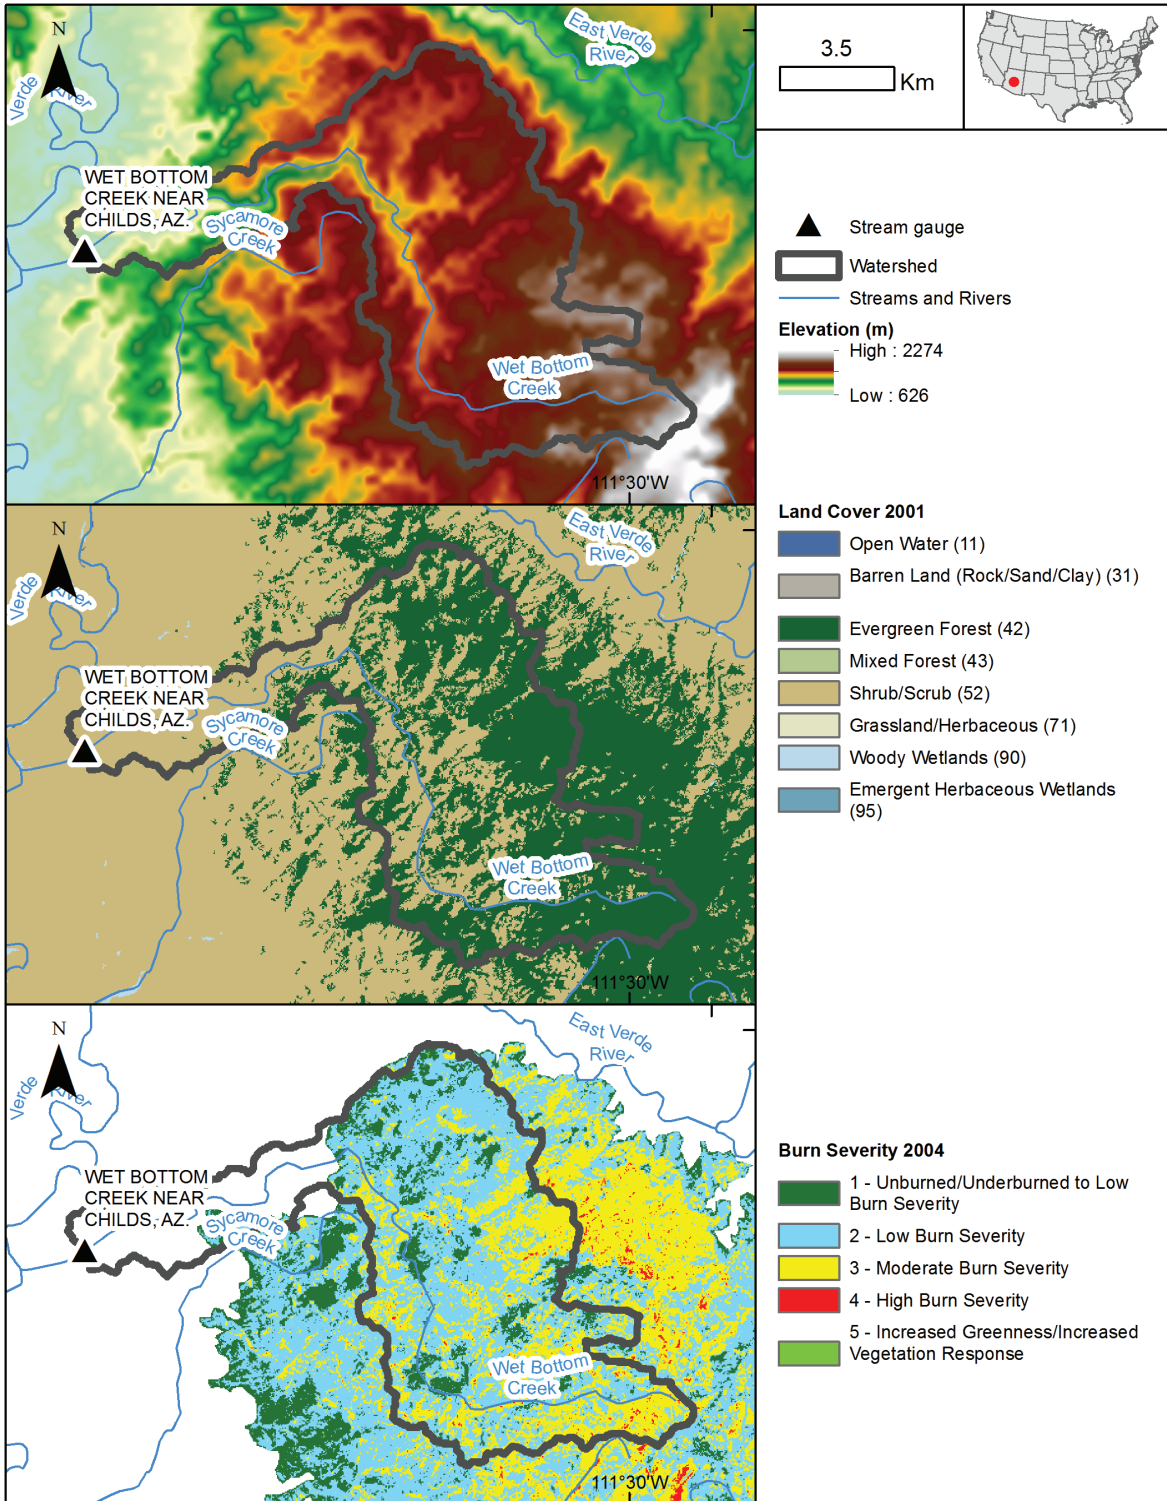 N
Verde
River
East Verde
River
WET BOTTOM
CREEK NEAR
CHILDS, AZ.
Sycamore
Creek
Wet Bottom
Creek
111°30'W
3.5
Km
Stream gauge
Watershed
Streams and Rivers
Elevation (m)
High : 2274
Low : 626
N
Verde
River
East Verde
River
WET BOTTOM
CREEK NEAR
CHILDS, AZ.
Sycamore
Creek
Wet Bottom
Creek
111°30'W
Land Cover 2001
Open Water (11)
Barren Land (Rock/Sand/Clay) (31)
Evergreen Forest (42)
Mixed Forest (43)
Shrub/Scrub (52)
Grassland/Herbaceous (71)
Woody Wetlands (90)
Emergent Herbaceous Wetlands
(95)
N
Verde
River
East Verde
River
WET BOTTOM
CREEK NEAR
CHILDS, AZ.
Sycamore
Creek
Wet Bottom
Creek
111°30'W
Burn Severity 2004
1 - Unburned/Underburned to Low
Burn Severity
2 - Low Burn Severity
3 - Moderate Burn Severity
4 - High Burn Severity
5 - Increased Greenness/Increased
Vegetation Response